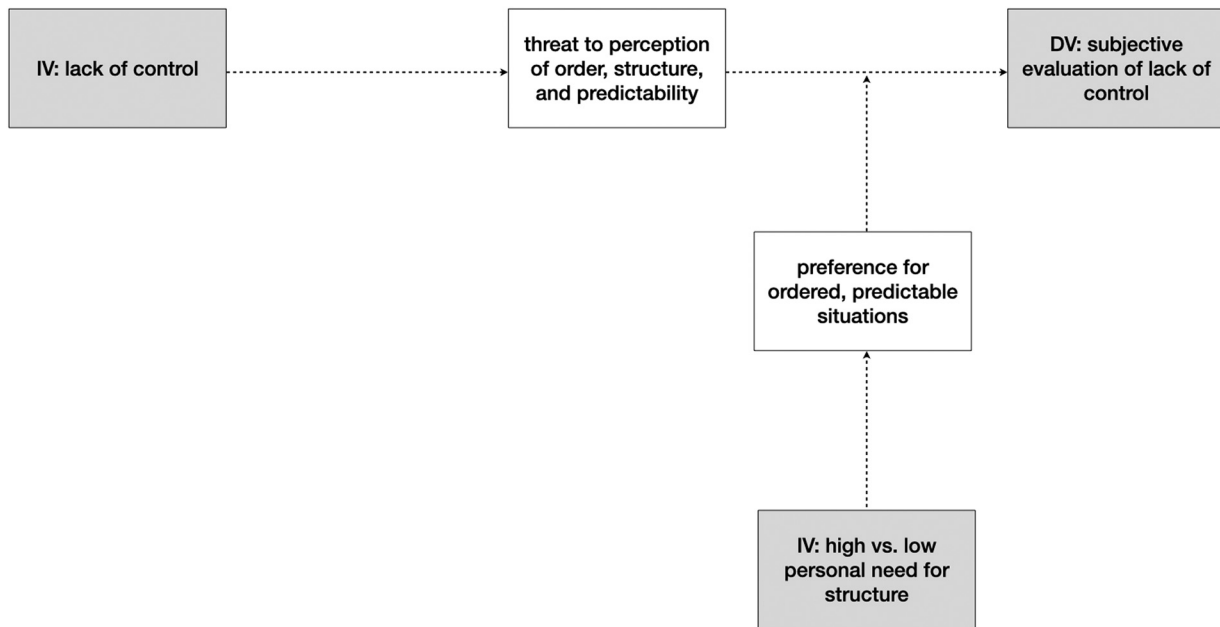 IV: lack of control
threat to perception
of order, structure,
and predictability
DV: subjective
evaluation of lack of
control
preference for
ordered, predictable
situations
IV: high vs. low
personal need for
structure